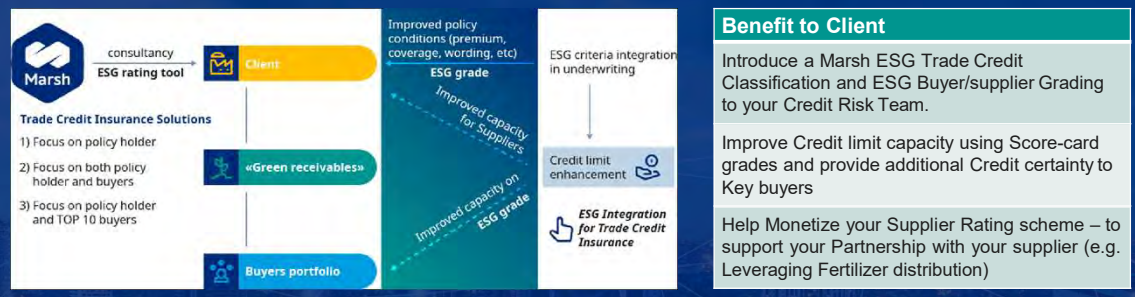 Marsh
consultancy
ESG rating tool
Trade Credit Insurance Solutions
1) Focus on policy holder
2) Focus on both policy
holder and buyers
3) Focus on policy holder
and TOP 10 buyers
Client
«Green receivables»
Buyers portfolio
Improved policy
conditions (premium,
coverage, wording, etc)
ESG grade
Improved capacity
for Suppliers
Improved capacity on
ESG grade
ESG criteria integration
in underwriting
Credit limit
enhancement
ESG Integration
for Trade Credit
Insurance
Benefit to Client
Introduce a Marsh ESG Trade Credit
Classification and ESG Buyer/supplier Grading
to your Credit Risk Team.
Improve Credit limit capacity using Score-card
grades and provide additional Credit certainty to
Key buyers
Help Monetize your Supplier Rating scheme – to
support your Partnership with your supplier (e.g.
Leveraging Fertilizer distribution)